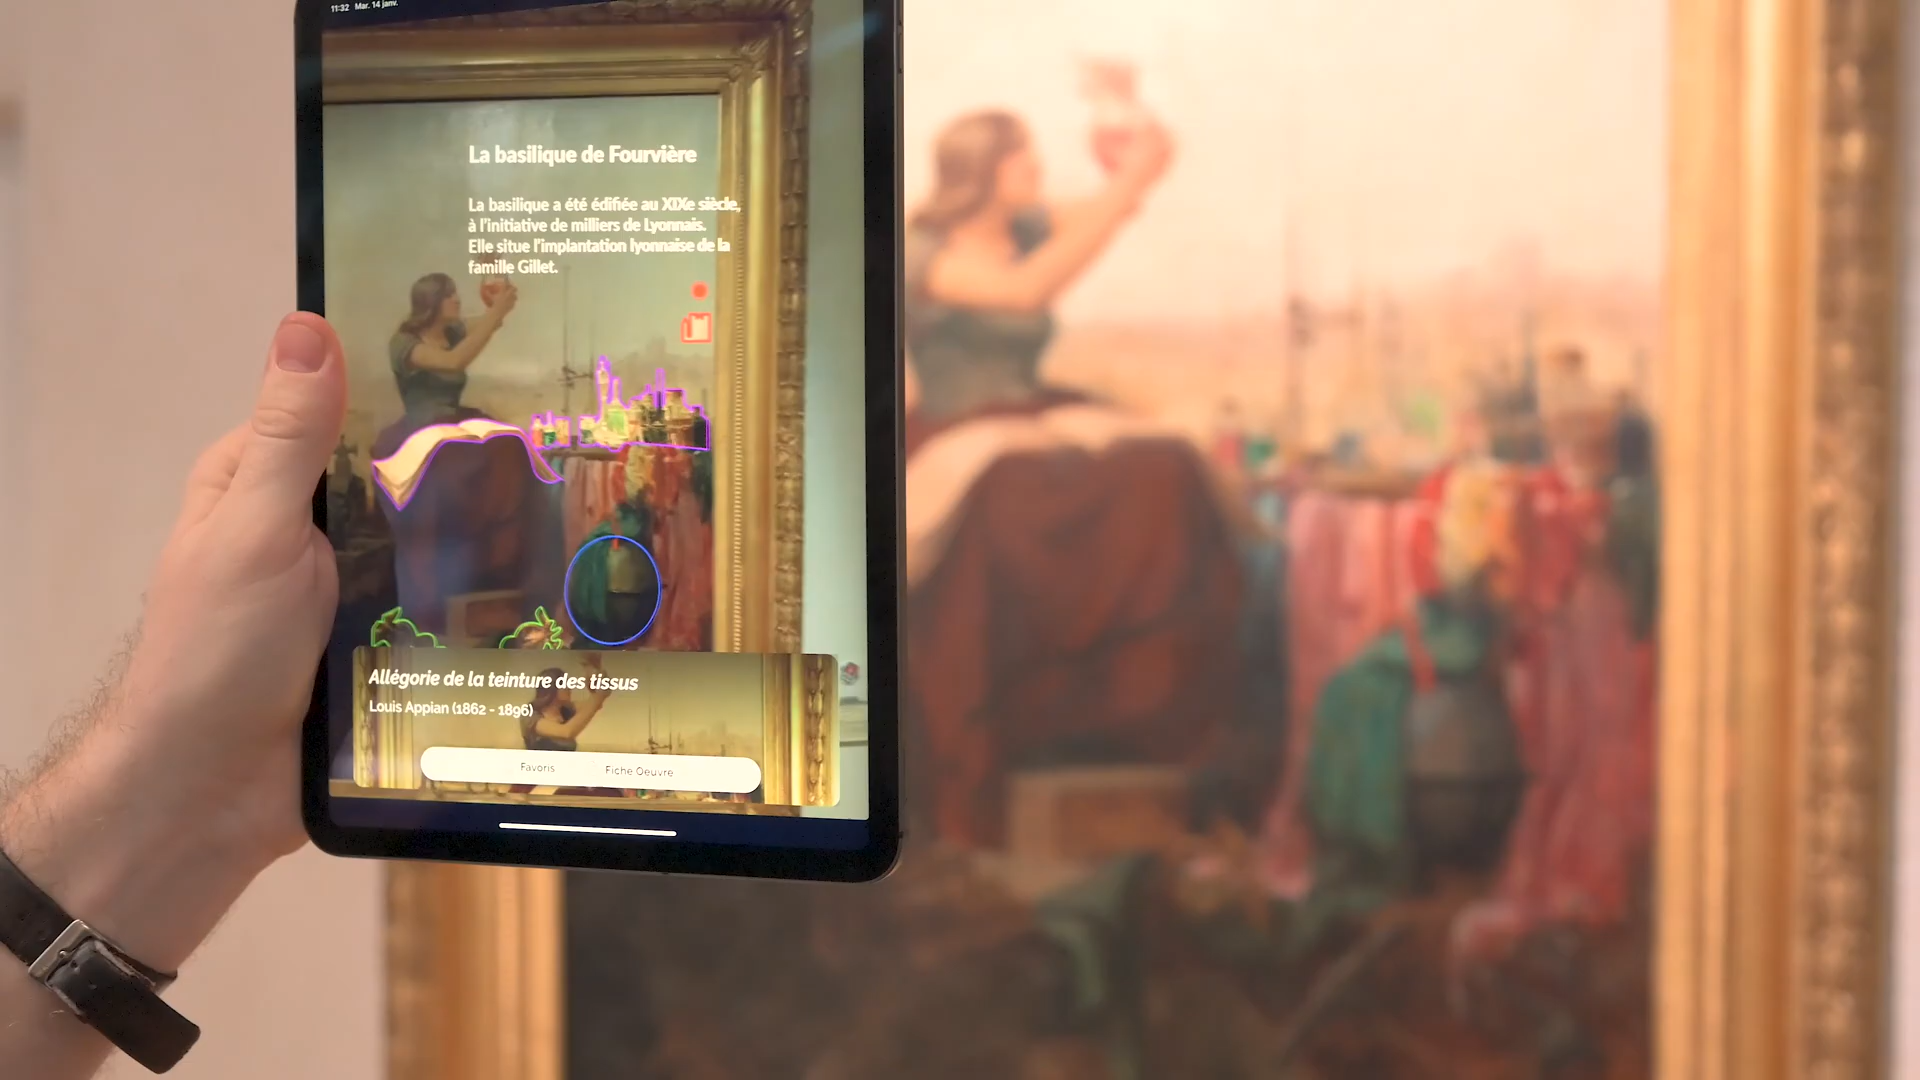 11:32 Mar. 14 janv.
La basilique de Fourvière
La basilique a été édifiée au XIXe siècle,
à l'initiative de milliers de Lyonnais.
Elle situe l'implantation lyonnaise de la
famille Gillet.
Allégorie de la teinture des tissus
Louis Appian (1862 - 1896)
Favoris Fiche Oeuvre